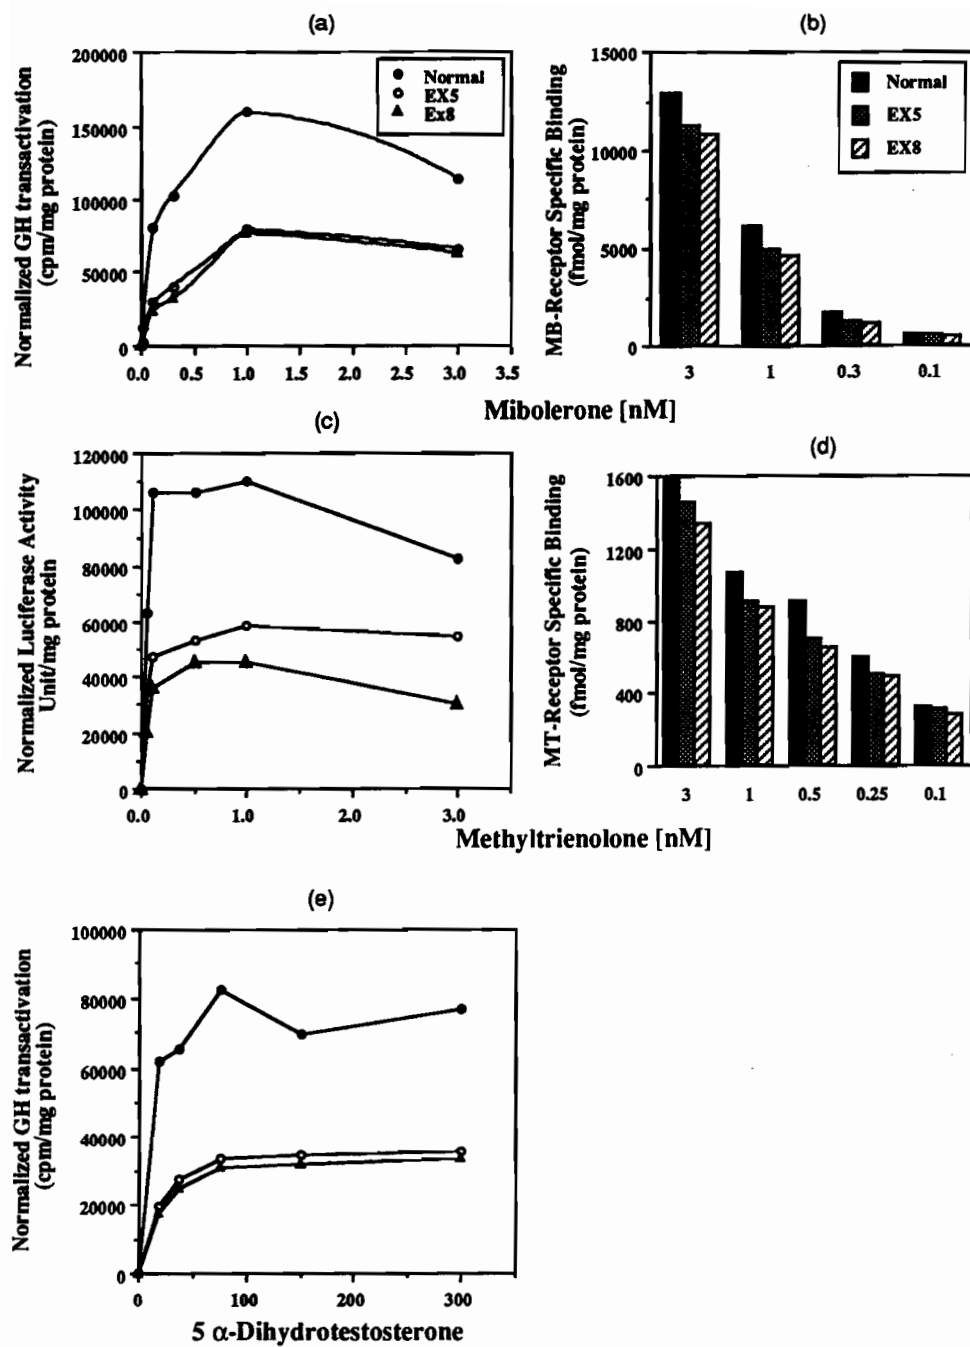 (a)
Normalized GH transactivation
(cpm/mg protein)
200000
150000
100000
50000
0
Normal
EX5
Ex8
0.0 0.5 1.0 1.5 2.0 2.5 3.0 3.5
(b)
MB-Receptor Specific Binding
(fmol/mg protein)
15000
10000
5000
0
Normal
EX5
EX8
3 1 0.3 0.1
Mibolerone [nM]
(c)
Normalized Luciferase Activity
Unit/mg protein
120000
100000
80000
60000
40000
20000
0
0.0 1.0 2.0 3.0
(d)
MT-Receptor Specific Binding
(fmol/mg protein)
1600
1200
800
400
0
3 1 0.5 0.25 0.1
Methyltrienolone [nM]
(e)
Normalized GH transactivation
(cpm/mg protein)
100000
80000
60000
40000
20000
0
0 100 200 300
5 α-Dihydrotestosterone